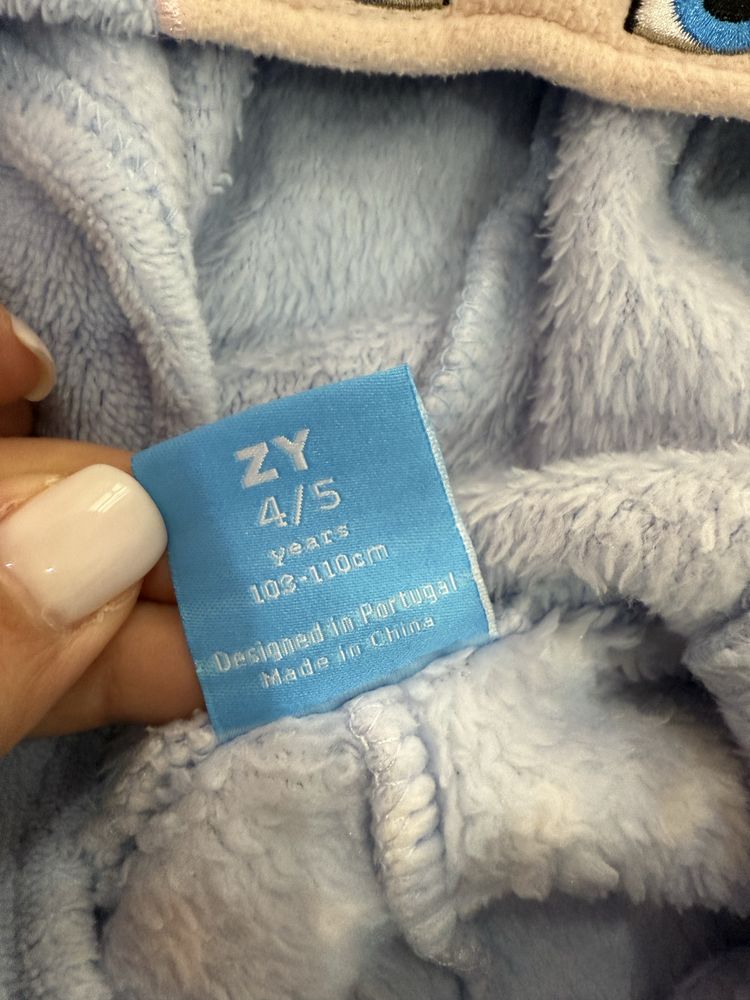 ZY
4/5
years
103-110cm
Designed in Portugal
Made in China